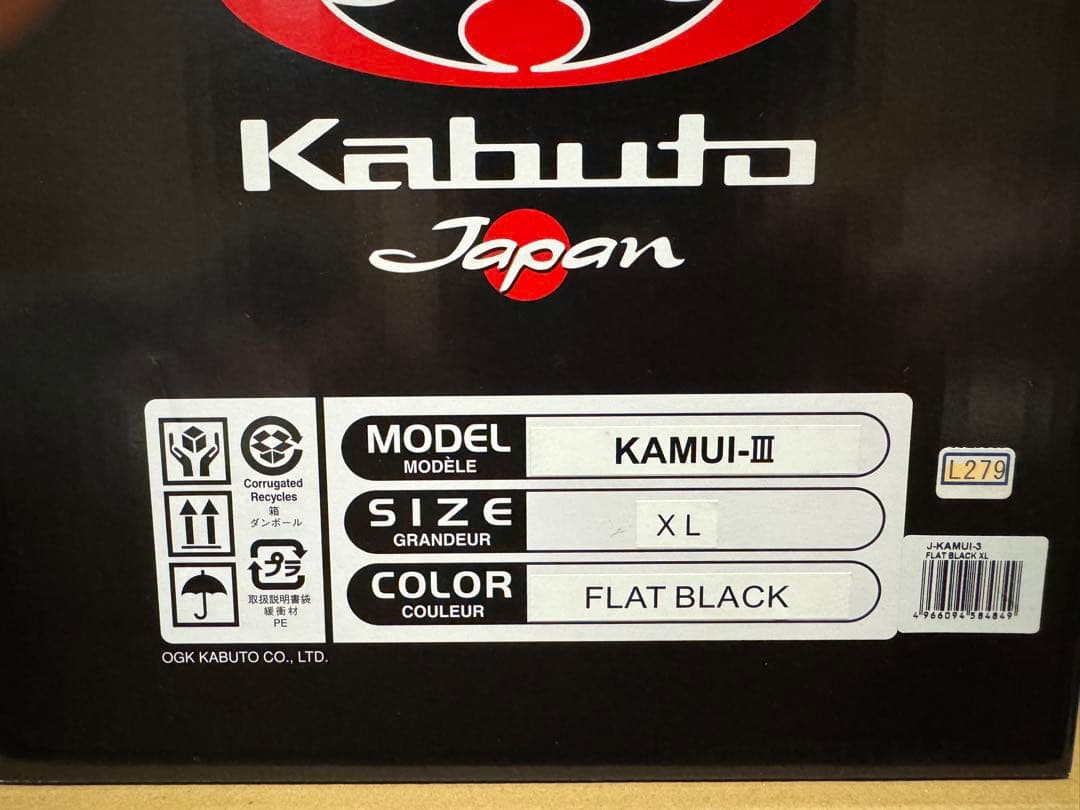 Kabuto
Japan
Corrugated
Recycles
箱
ダンボール
プラ
取扱説明書袋
緩衝材
PE
MODEL
MODÈLE
KAMUI-Ⅲ
SIZE
GRANDEUR
XL
COLOR
COULEUR
FLAT BLACK
L279
J-KAMUI-3
FLAT BLACK XL
4966094584849
OGK KABUTO CO., LTD.